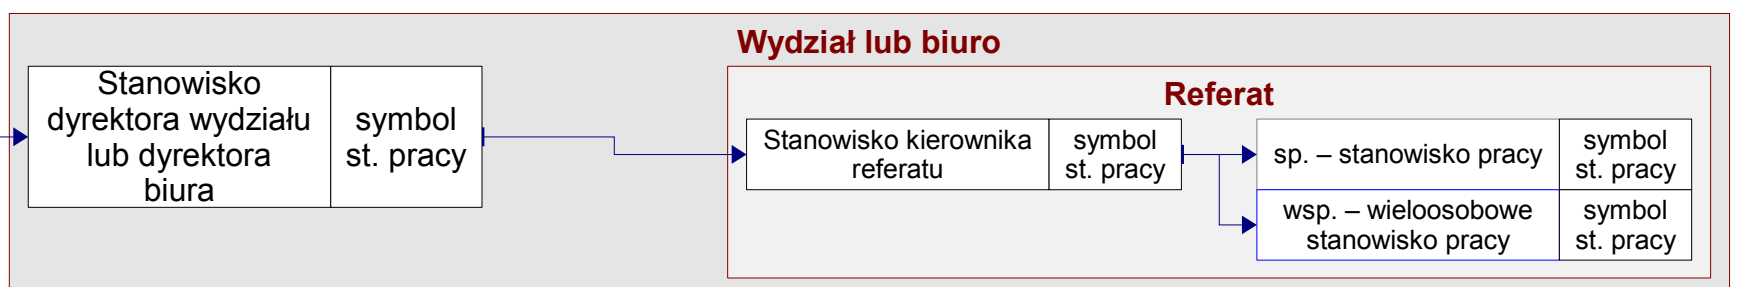 Wydział lub biuro
Stanowisko
dyrektora wydziału
lub dyrektora
biura
symbol
st. pracy
Referat
Stanowisko kierownika
referatu
symbol
st. pracy
sp. – stanowisko pracy
symbol
st. pracy
wsp. – wieloosobowe
stanowisko pracy
symbol
st. pracy